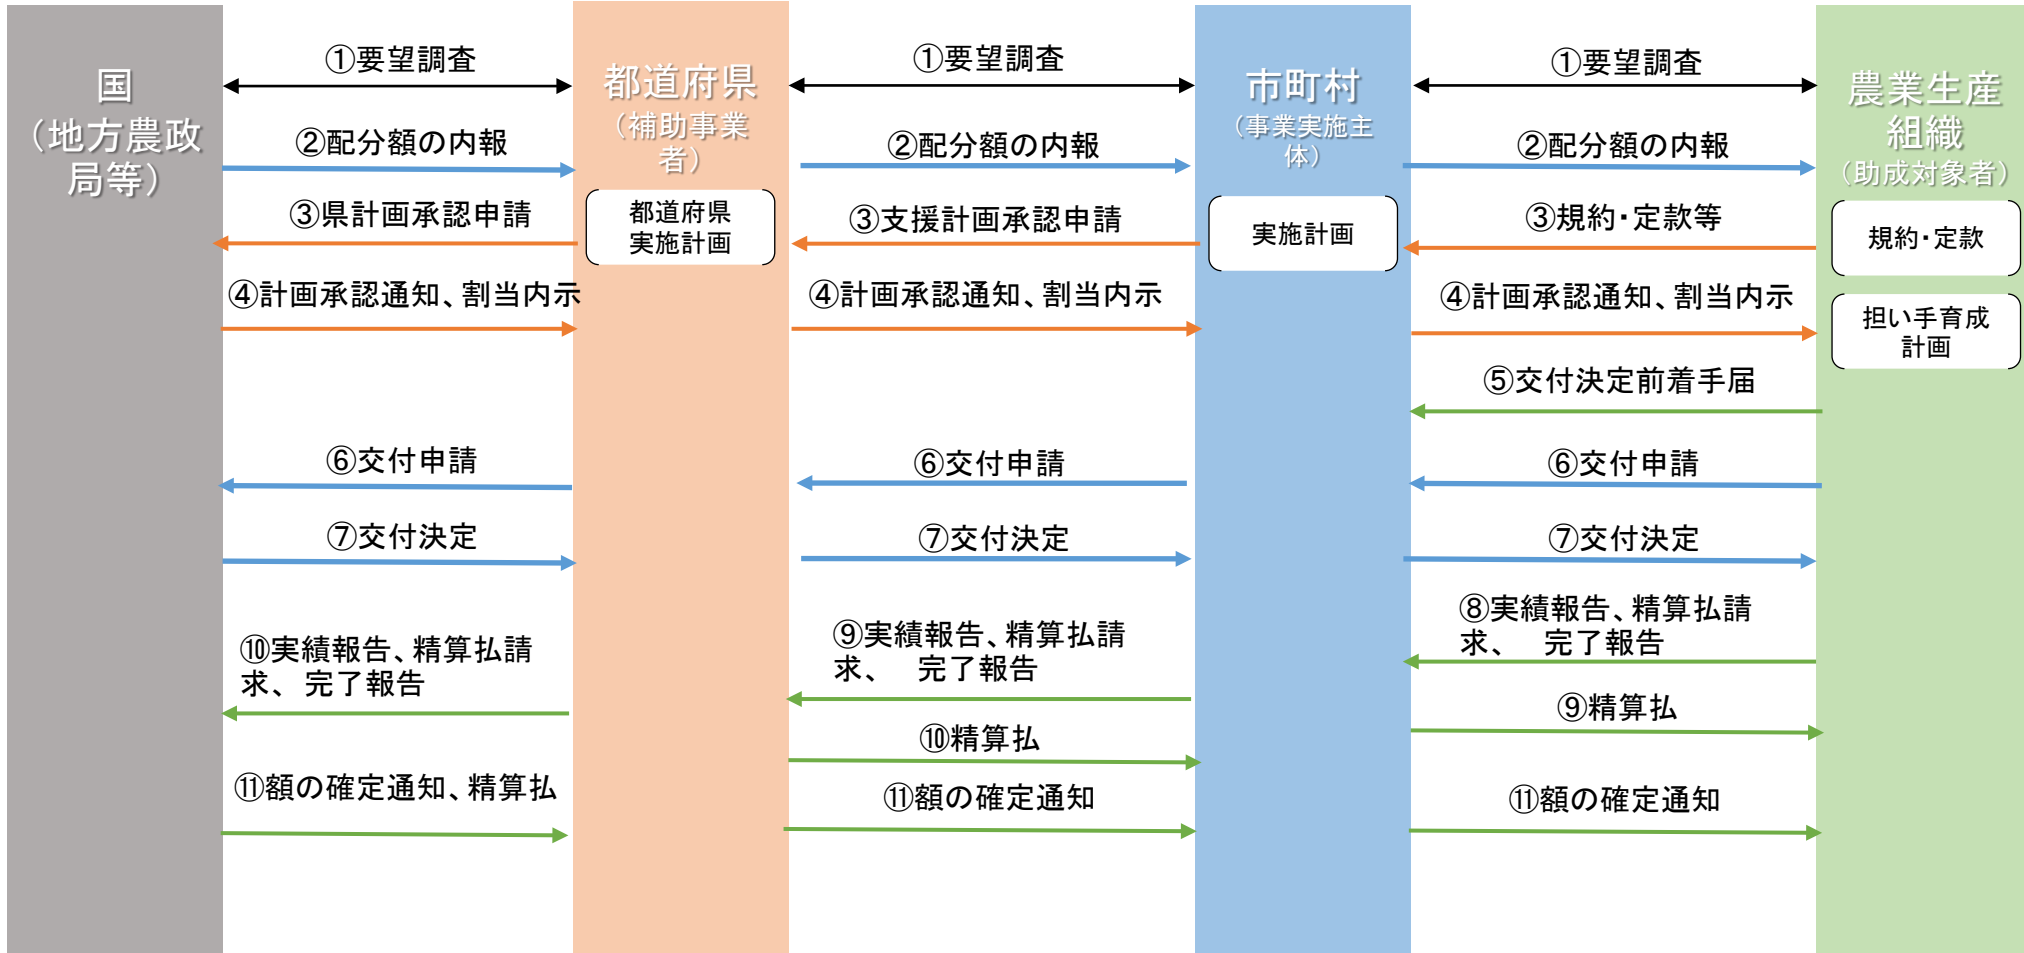 国
（地方農政
局等）
都道府県
（補助事業
者）
市町村
（事業実施主
体）
農業生産
組織
（助成対象者）
①要望調査
①要望調査
①要望調査
②配分額の内報
②配分額の内報
②配分額の内報
③県計画承認申請
都道府県
実施計画
③支援計画承認申請
実施計画
③規約・定款等
規約・定款
④計画承認通知、割当内示
④計画承認通知、割当内示
④計画承認通知、割当内示
担い手育成
計画
⑤交付決定前着手届
⑥交付申請
⑥交付申請
⑥交付申請
⑦交付決定
⑦交付決定
⑦交付決定
⑩実績報告、精算払請
求、 完了報告
⑨実績報告、精算払請
求、　完了報告
⑧実績報告、精算払請
求、　完了報告
⑨精算払
⑩精算払
⑪額の確定通知、精算払
⑪額の確定通知
⑪額の確定通知